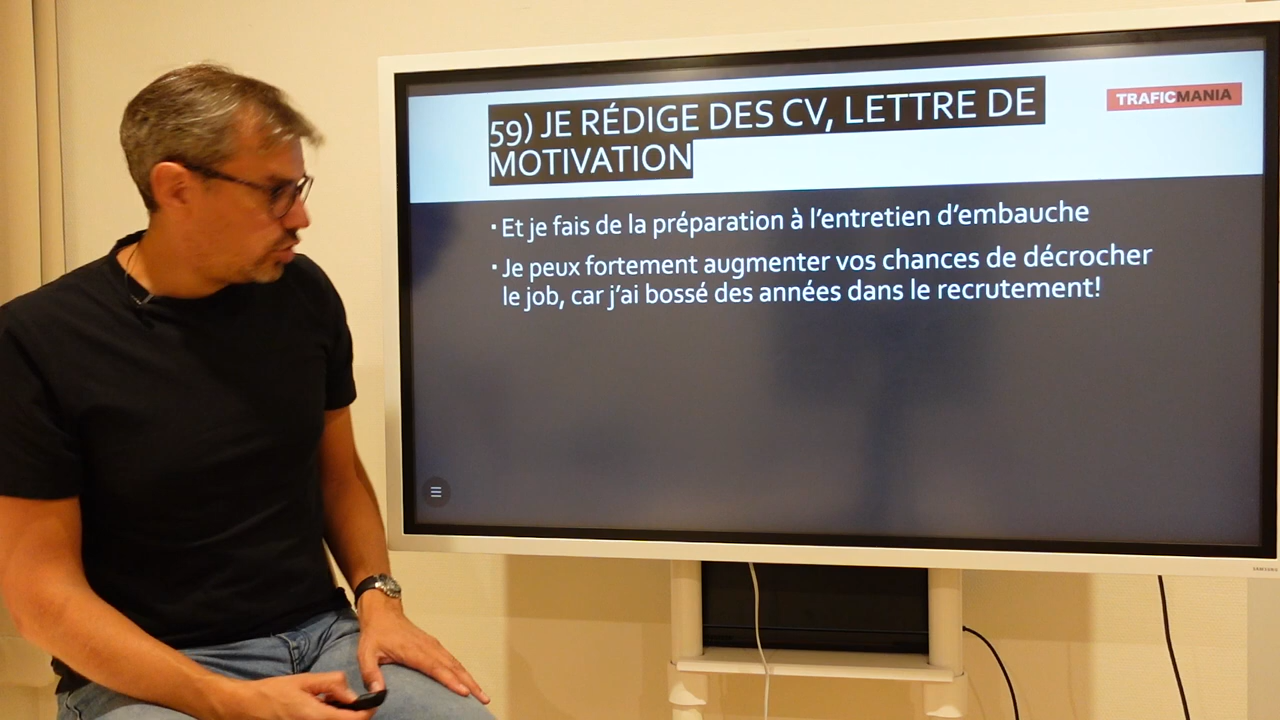 59) JE RÉDIGE DES CV, LETTRE DE
MOTIVATION
TRAFICMANIA
▪ Et je fais de la préparation à l'entretien d'embauche
▪ Je peux fortement augmenter vos chances de décrocher
le job, car j'ai bossé des années dans le recrutement!
SAMSUNG